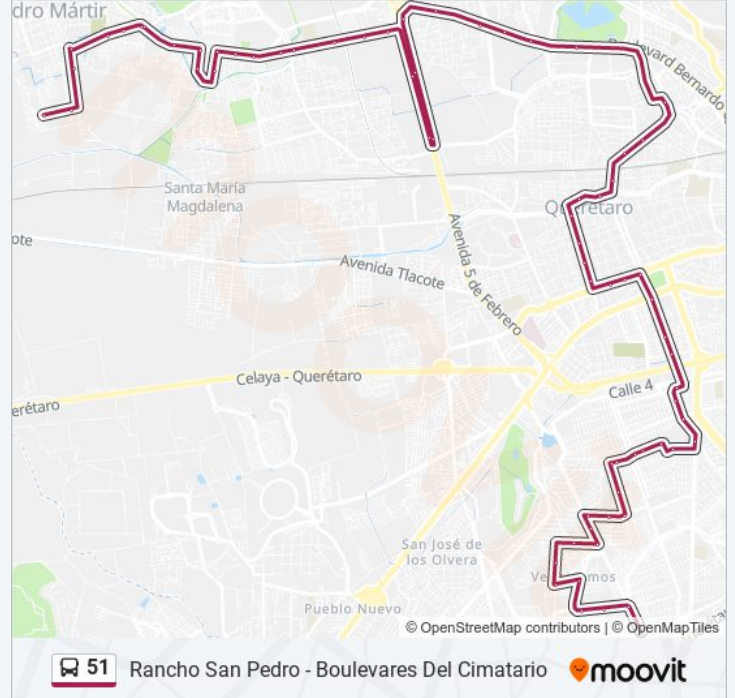 dro Mártir
Boulevard Bernardo
Santa María
Magdalena
Querétaro
ote
Avenida 5 de Febrero
Avenida Tlacote
Celaya - Querétaro
Calle 4
erétaro
San José de
los Olvera
Pueblo Nuevo
© OpenStreetMap contributors | © OpenMapTiles
51 Rancho San Pedro - Boulevares Del Cimatario moovit